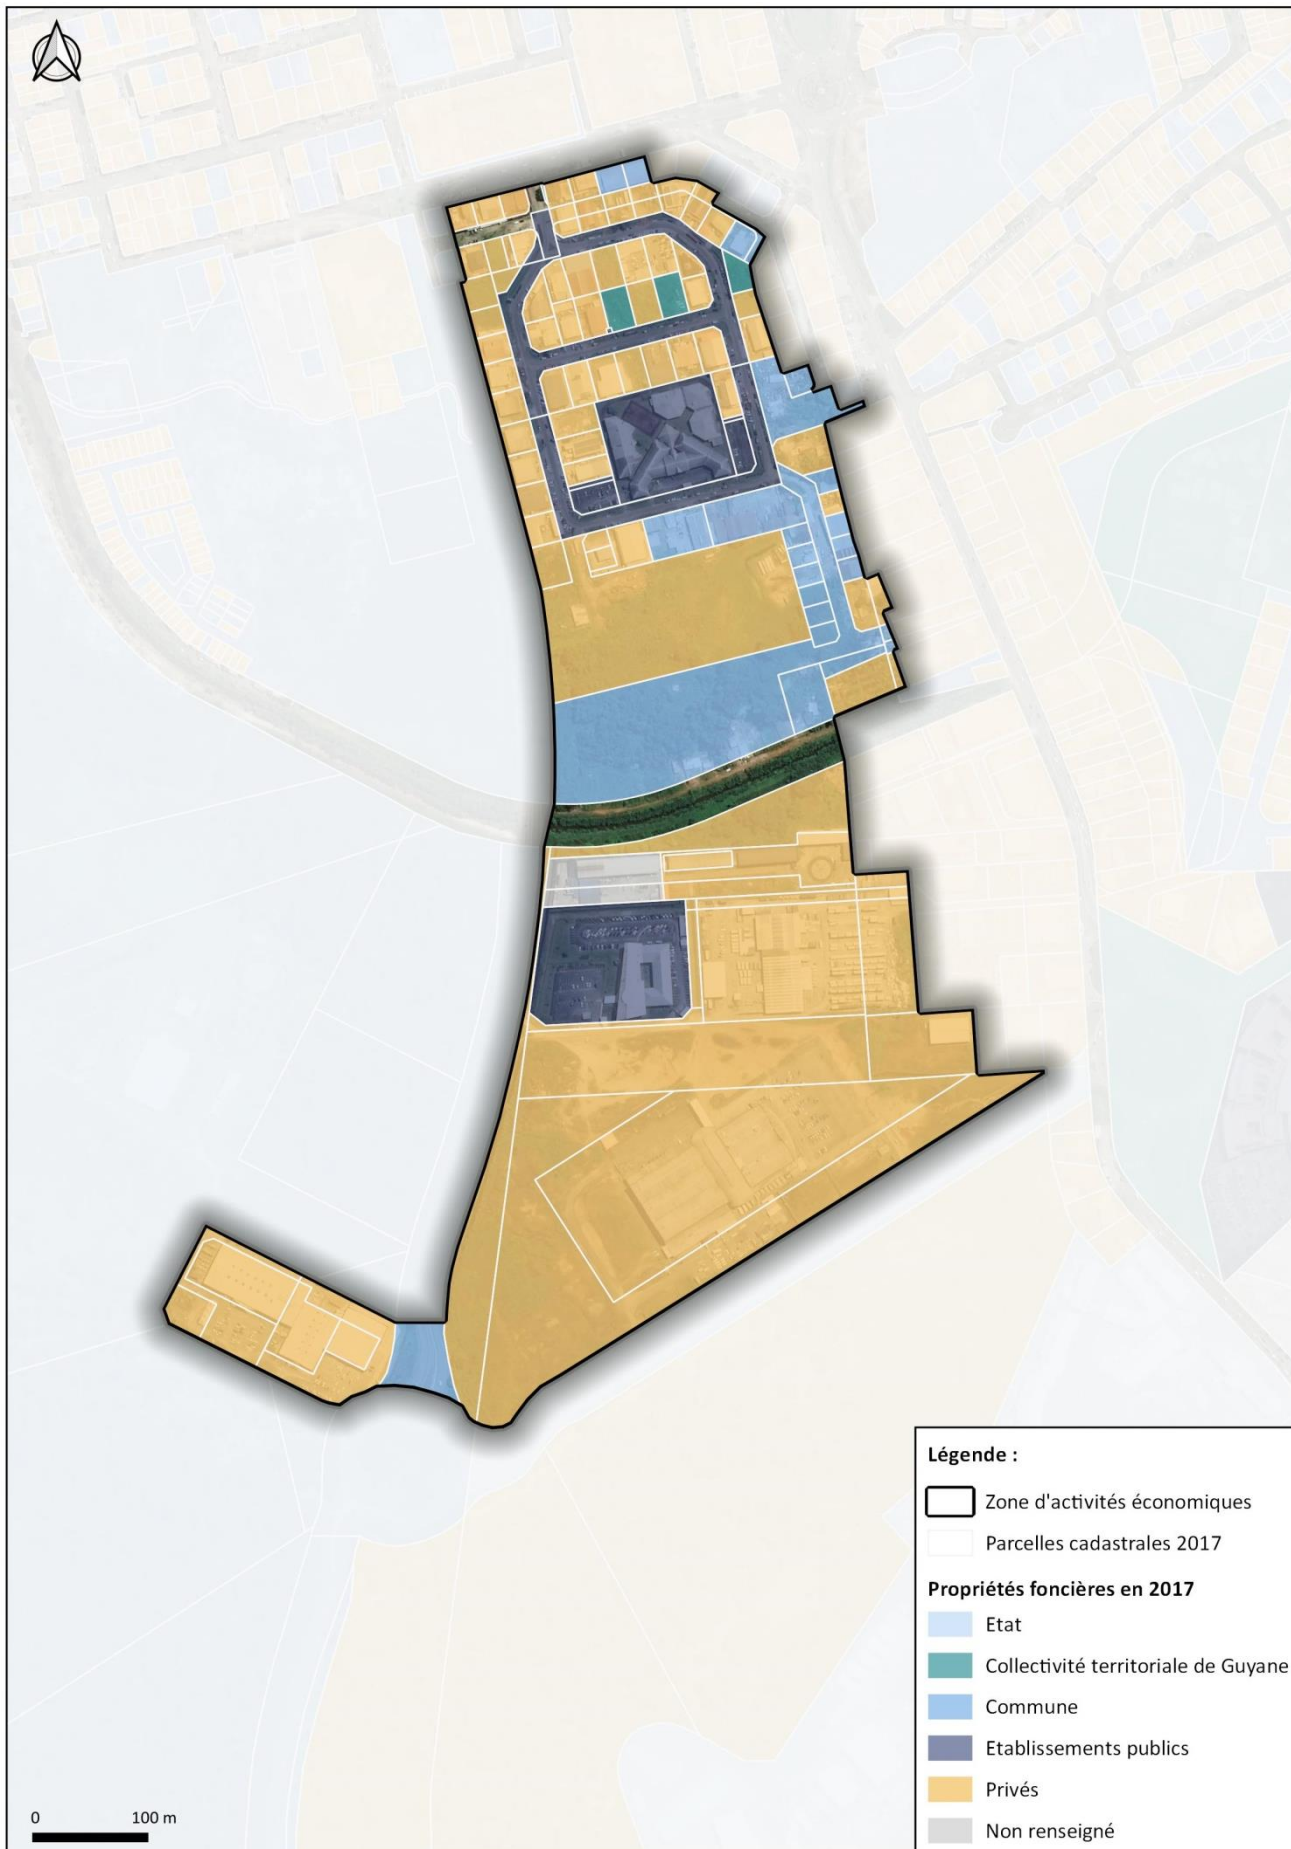 Légende :
Zone d'activités économiques
Parcelles cadastrales 2017
Propriétés foncières en 2017
Etat
Collectivité territoriale de Guyane
Commune
Etablissements publics
Privés
Non renseigné
0 100 m